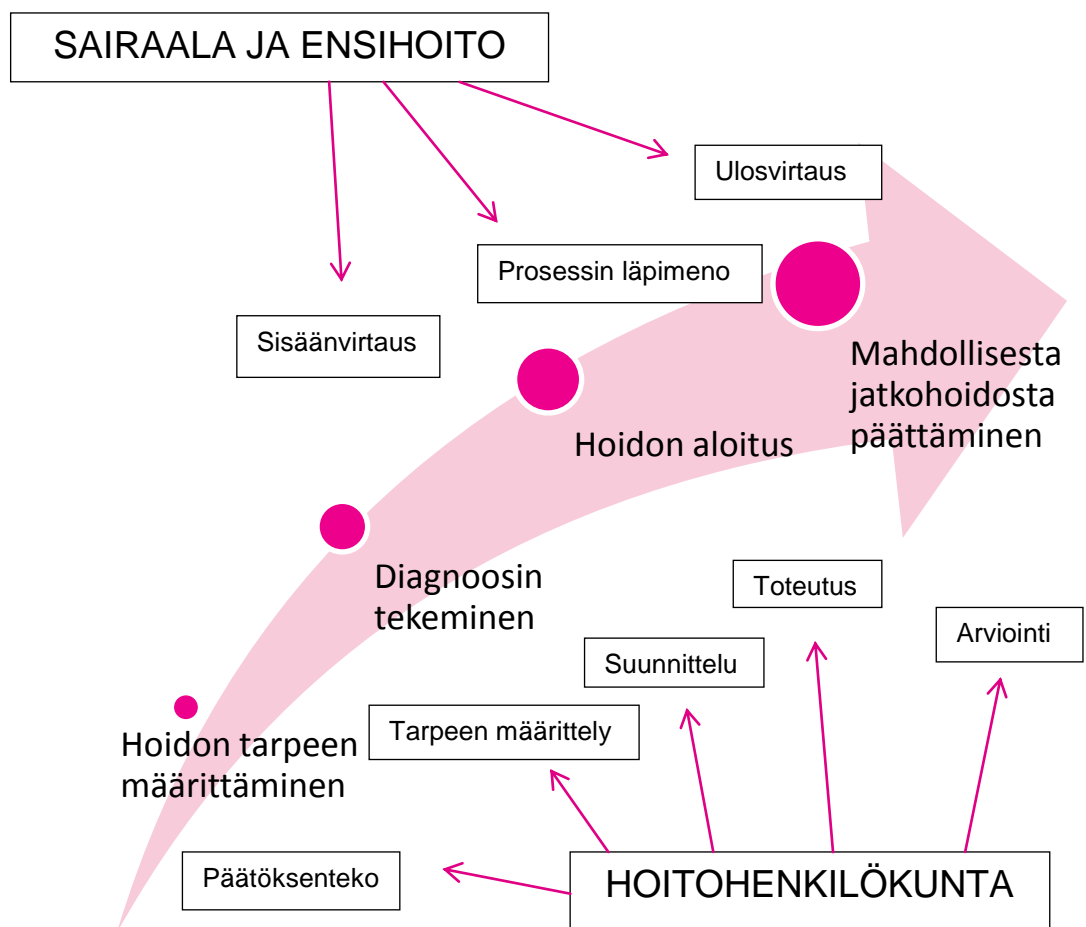 SAIRAALA JA ENSIHOITO
Ulosvirtaus
Prosessin läpimeno
Sisäänvirtaus
Mahdollisesta
jatkohoidosta
päättäminen
Hoidon aloitus
Diagnoosin
tekeminen
Toteutus
Arviointi
Suunnittelu
Tarpeen määrittely
Hoidon tarpeen
määrittäminen
Päätöksenteko
HOITOHENKILÖKUNTA